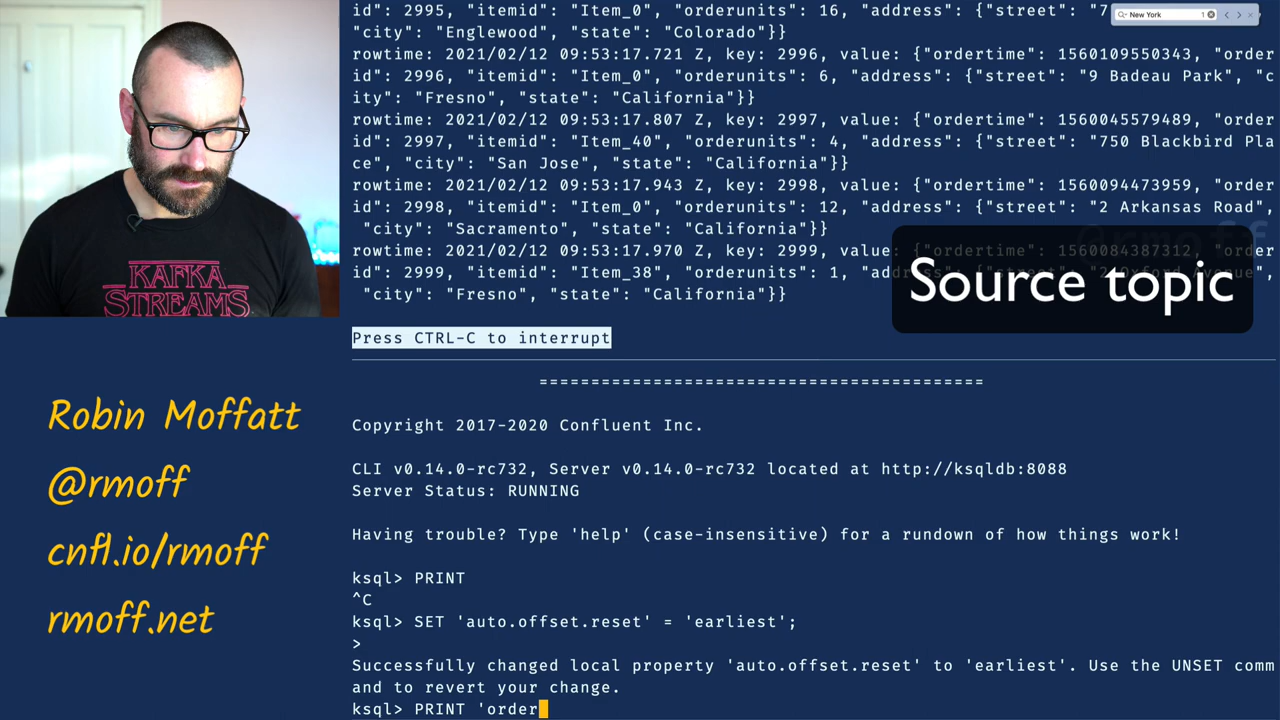 id": 2995, "itemid": "Item_0", "orderunits": 16, "address": {"street": "7
"city": "Englewood", "state": "Colorado"}}
rowtime: 2021/02/12 09:53:17.721 Z, key: 2996, value: {"ordertime": 1560109550343, "order
id": 2996, "itemid": "Item_0", "orderunits": 6, "address": {"street": "9 Badeau Park", "c
ity": "Fresno", "state": "California"}}
rowtime: 2021/02/12 09:53:17.807 Z, key: 2997, value: {"ordertime": 1560045579489, "order
id": 2997, "itemid": "Item_40", "orderunits": 4, "address": {"street": "750 Blackbird Pla
ce", "city": "San Jose", "state": "California"}}
rowtime: 2021/02/12 09:53:17.943 Z, key: 2998, value: {"ordertime": 1560094473959, "order
id": 2998, "itemid": "Item_0", "orderunits": 12, "address": {"street": "2 Arkansas Road",
"city": "Sacramento", "state": "California"}}
rowtime: 2021/02/12 09:53:17.970 Z, key: 2999, value: {"ordertime": 1560084387312, "order
id": 2999, "itemid": "Item_38", "orderunits": 1, "address": {"street":
"city": "Fresno", "state": "California"}}
New York
1
@rmoff
Source topic
Press CTRL-C to interrupt
===========================================
Copyright 2017-2020 Confluent Inc.
CLI v0.14.0-rc732, Server v0.14.0-rc732 located at http://ksqldb:8088
Server Status: RUNNING
Having trouble? Type 'help' (case-insensitive) for a rundown of how things work!
ksql> PRINT
^C
ksql> SET 'auto.offset.reset' = 'earliest';
>
Successfully changed local property 'auto.offset.reset' to 'earliest'. Use the UNSET comm
and to revert your change.
ksql> PRINT 'order
KAFKA
STREAMS
Robin Moffatt
@rmoff
cnfl.io/rmoff
rmoff.net